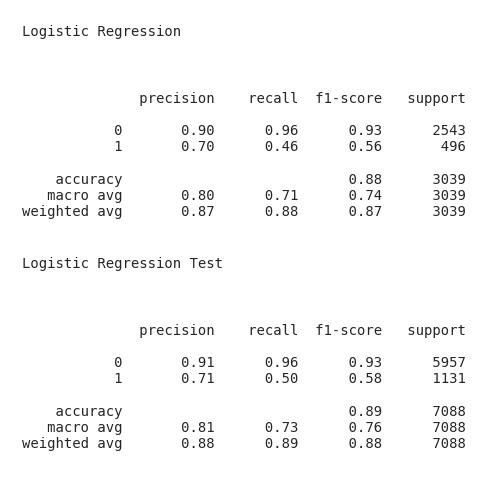 Logistic Regression
precision recall f1-score support
0 0.90 0.96 0.93 2543
1 0.70 0.46 0.56 496
accuracy 0.88 3039
macro avg 0.80 0.71 0.74 3039
weighted avg 0.87 0.88 0.87 3039
Logistic Regression Test
precision recall f1-score support
0 0.91 0.96 0.93 5957
1 0.71 0.50 0.58 1131
accuracy 0.89 7088
macro avg 0.81 0.73 0.76 7088
weighted avg 0.88 0.89 0.88 7088